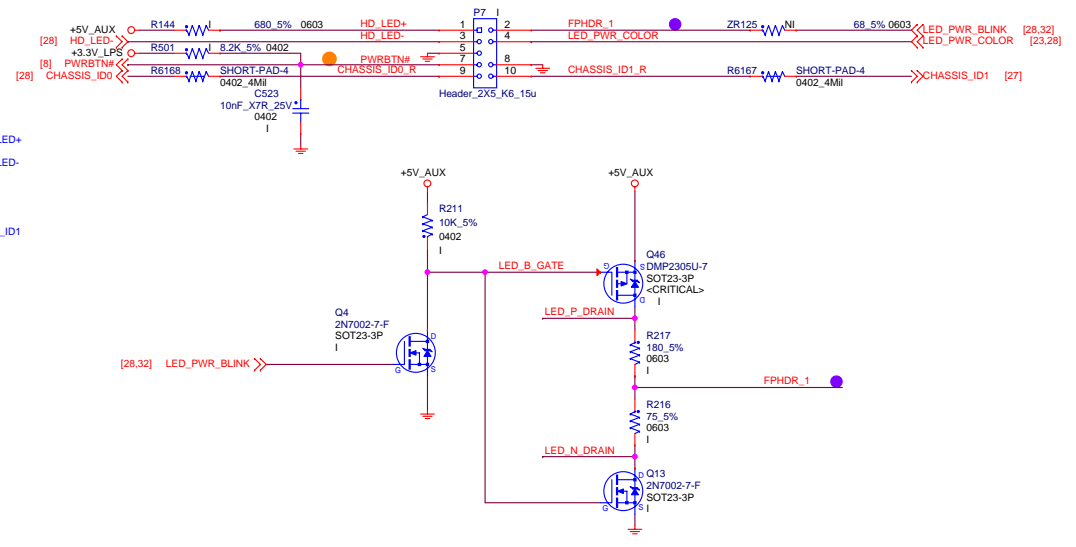 P7 I
R144 I 680_5% 0603 HD_LED+ 1 2 FPHDR_1 ZR125 NI 68_5% 0603 LED_PWR_BLINK [28,32]
+5V_AUX
[28] HD_LED- HD_LED- 3 4 LED_PWR_COLOR LED_PWR_COLOR [23,28]
R501 I 8.2K_5% 0402 5
+3.3V_LPS
[8] PWRBTN# PWRBTN# 7 8
[28] CHASSIS_ID0 R6168 SHORT-PAD-4 CHASSIS_ID0_R 9 10 CHASSIS_ID1_R R6167 SHORT-PAD-4 CHASSIS_ID1 [27]
0402_4Mil 0402_4Mil
C523 Header_2X5_K6_15u
10nF_X7R_25V
0402
I
LED+
LED-
_ID1
+5V_AUX +5V_AUX
R211
10K_5%
0402
I
LED_B_GATE
G S D
Q46
DMP2305U-7
SOT23-3P
<CRITICAL>
I
LED_P_DRAIN
Q4
2N7002-7-F
SOT23-3P
I
D G S
[28,32] LED_PWR_BLINK
R217
180_5%
0603
I
FPHDR_1
R216
75_5%
0603
I
LED_N_DRAIN
D G S
Q13
2N7002-7-F
SOT23-3P
I